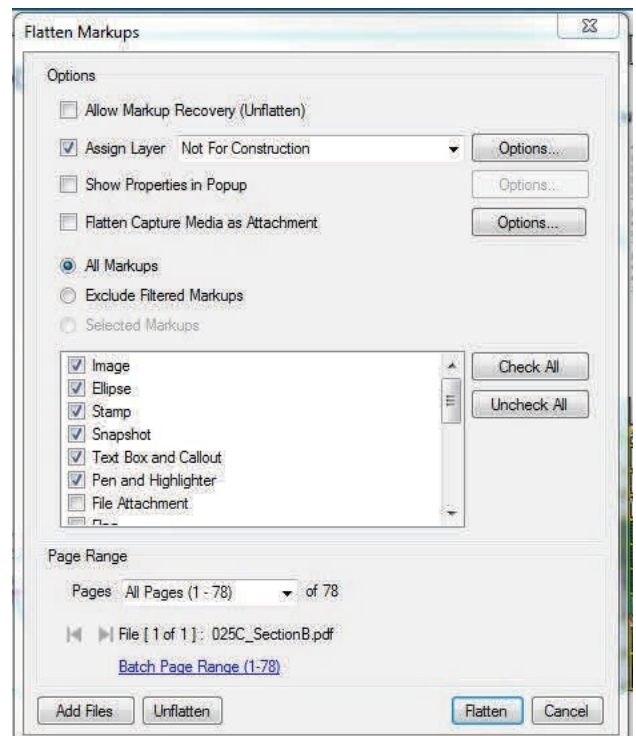 Flatten Markups
Options
Allow Markup Recovery (Unflatten)
Assign Layer Not For Construction Options...
Show Properties in Popup Options...
Flatten Capture Media as Attachment Options...
All Markups
Exclude Filtered Markups
Selected Markups
Image
Check All
Ellipse
Stamp
Uncheck All
Snapshot
Text Box and Callout
Pen and Highlighter
File Attachment
Page Range
Pages All Pages (1 - 78) of 78
File [ 1 of 1 ] : 025C_SectionB.pdf
Batch Page Range (1-78)
Add Files Unflatten Flatten Cancel